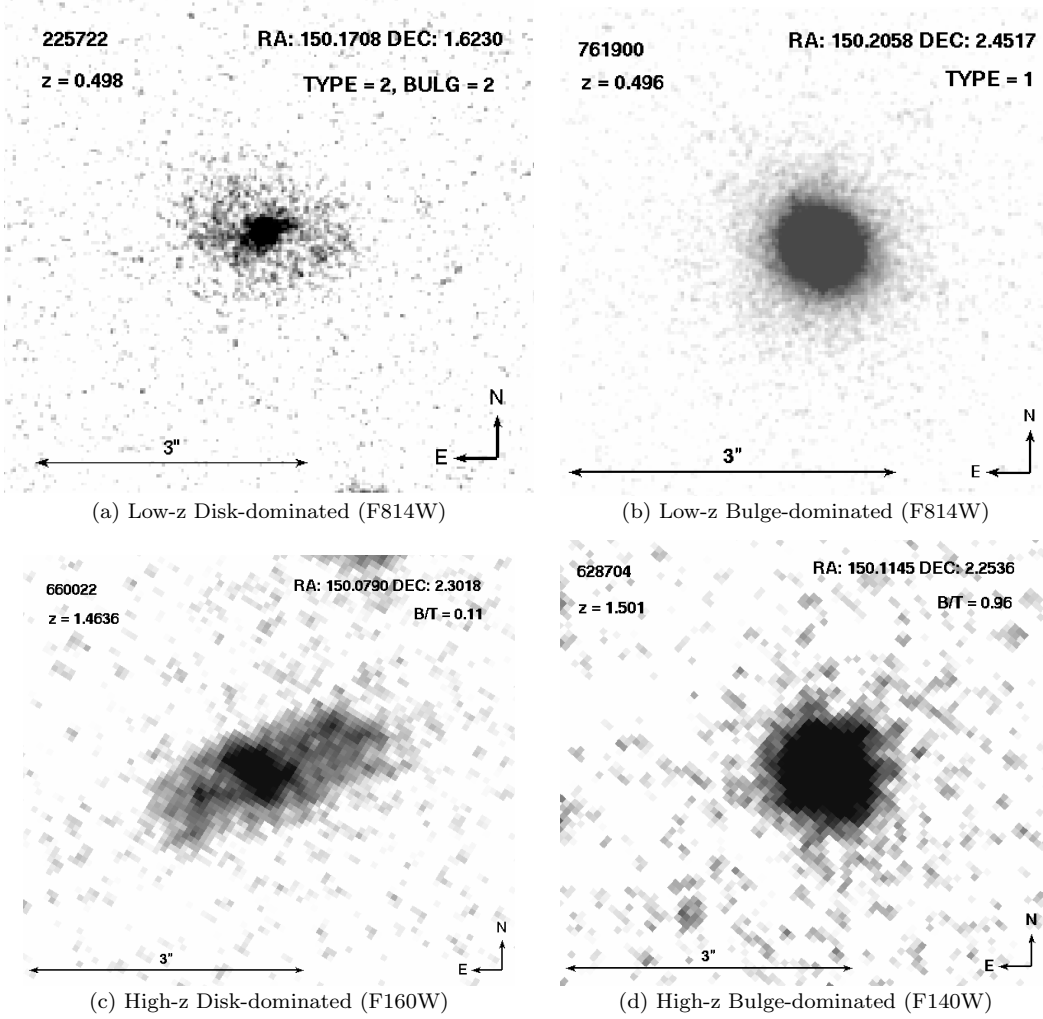 225722
RA: 150.1708 DEC: 1.6230
z = 0.498
TYPE = 2, BULG = 2
N
E
3"
(a) Low-z Disk-dominated (F814W)
761900
RA: 150.2058 DEC: 2.4517
z = 0.496
TYPE = 1
N
E
3"
(b) Low-z Bulge-dominated (F814W)
660022
RA: 150.0790 DEC: 2.3018
z = 1.4636
B/T = 0.11
N
E
3"
(c) High-z Disk-dominated (F160W)
628704
RA: 150.1145 DEC: 2.2536
z = 1.501
B/T = 0.96
N
E
3"
(d) High-z Bulge-dominated (F140W)